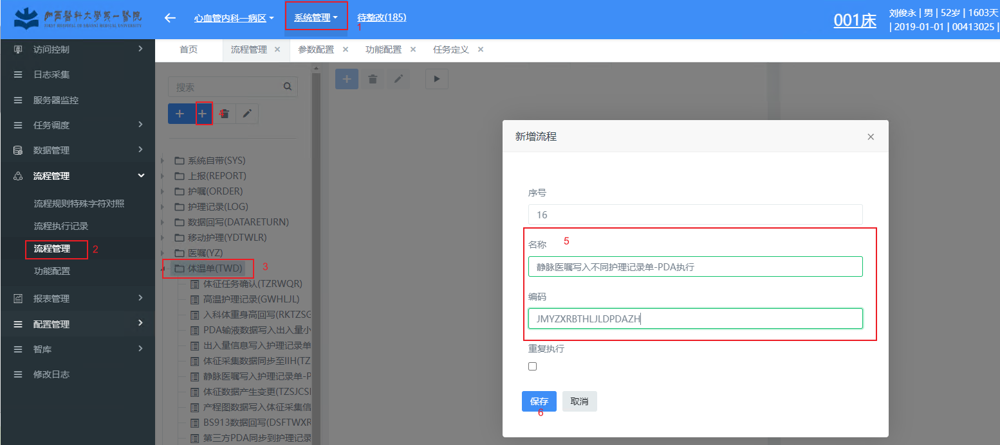 山西醫科大學第一醫院
FIRST HOSPITAL OF SHANXI MEDICAL UNIVERSITY
心血管内科一病区
系统管理
1
待整改(185)
001床
刘俊永 | 男 | 52岁 | 1603天
| 2019-01-01 | 00413025 |
访问控制
日志采集
服务器监控
任务调度
数据管理
流程管理
流程规则特殊字符对照
流程执行记录
流程管理
2
功能配置
报表管理
配置管理
智库
修改日志
首页
流程管理 ×
参数配置 ×
功能配置 ×
任务定义 ×
搜索
4
系统自带(SYS)
上报(REPORT)
护嘱(ORDER)
护理记录(LOG)
数据回写(DATARETURN)
移动护理(YDTWLR)
医嘱(YZ)
体温单(TWD)
3
体征任务确认(TZRWQR)
高温护理记录(GWHLJL)
入科体重身高回写(RKTZSG
PDA输液数据写入出入量小
出入量信息写入护理记录单
体征采集数据同步至IIH(TZ
静脉医嘱写入护理记录单-P
体征数据产生变更(TZSJCSI
产程图数据写入体征采集信
BS913数据回写(DSFTWXR
第三方PDA同步到护理记录
新增流程
×
序号
16
名称
5
静脉医嘱写入不同护理记录单-PDA执行
编码
JMYZXRBTHLJLDPDAZH
重复执行
保存
6
取消